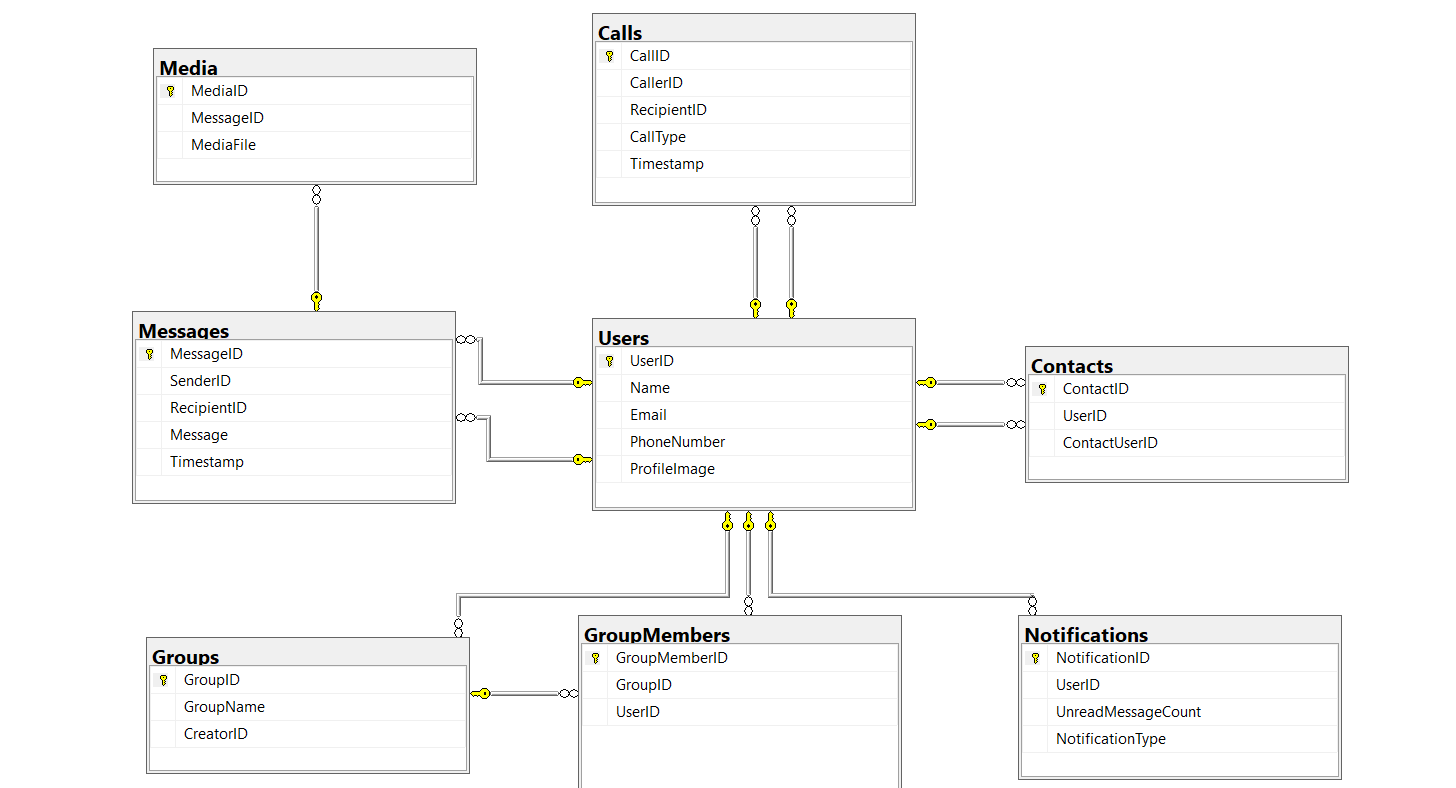 Media
MediaID
MessageID
MediaFile
Calls
CallID
CallerID
RecipientID
CallType
Timestamp
Messages
MessageID
SenderID
RecipientID
Message
Timestamp
Users
UserID
Name
Email
PhoneNumber
ProfileImage
Contacts
ContactID
UserID
ContactUserID
Groups
GroupID
GroupName
CreatorID
GroupMembers
GroupMemberID
GroupID
UserID
Notifications
NotificationID
UserID
UnreadMessageCount
NotificationType